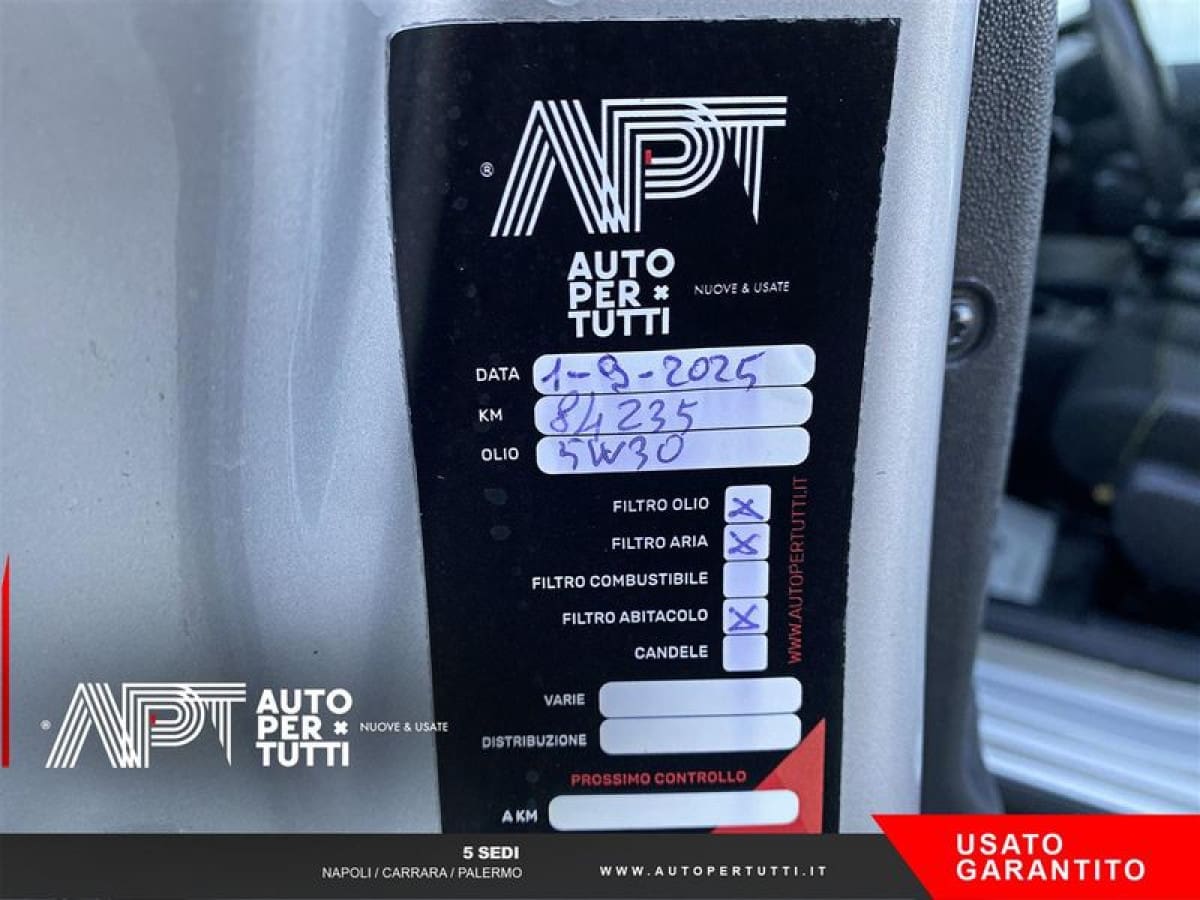 ® APT
AUTO
PER
TUTTI
NUOVE & USATE
DATA 1-9-2025
KM 84235
OLIO 5W30
FILTRO OLIO X
FILTRO ARIA X
FILTRO COMBUSTIBILE
FILTRO ABITACOLO X
CANDELE
WWW.AUTOPERTUTTI.IT
VARIE
DISTRIBUZIONE
PROSSIMO CONTROLLO
A KM
® APT
AUTO
PER
TUTTI
NUOVE & USATE
5 SEDI
NAPOLI / CARRARA / PALERMO
WWW.AUTOPERTUTTI.IT
USATO
GARANTITO